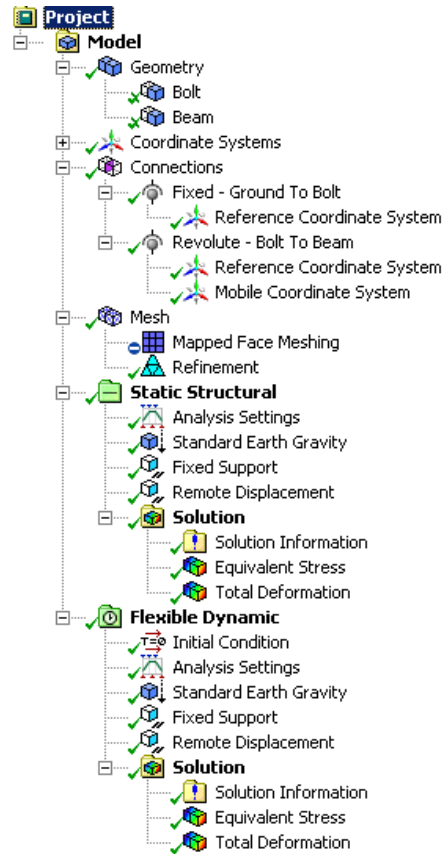 Project
Model
Geometry
Bolt
Beam
Coordinate Systems
Connections
Fixed - Ground To Bolt
Reference Coordinate System
Revolute - Bolt To Beam
Reference Coordinate System
Mobile Coordinate System
Mesh
Mapped Face Meshing
Refinement
Static Structural
Analysis Settings
Standard Earth Gravity
Fixed Support
Remote Displacement
Solution
Solution Information
Equivalent Stress
Total Deformation
Flexible Dynamic
T=0 Initial Condition
Analysis Settings
Standard Earth Gravity
Fixed Support
Remote Displacement
Solution
Solution Information
Equivalent Stress
Total Deformation